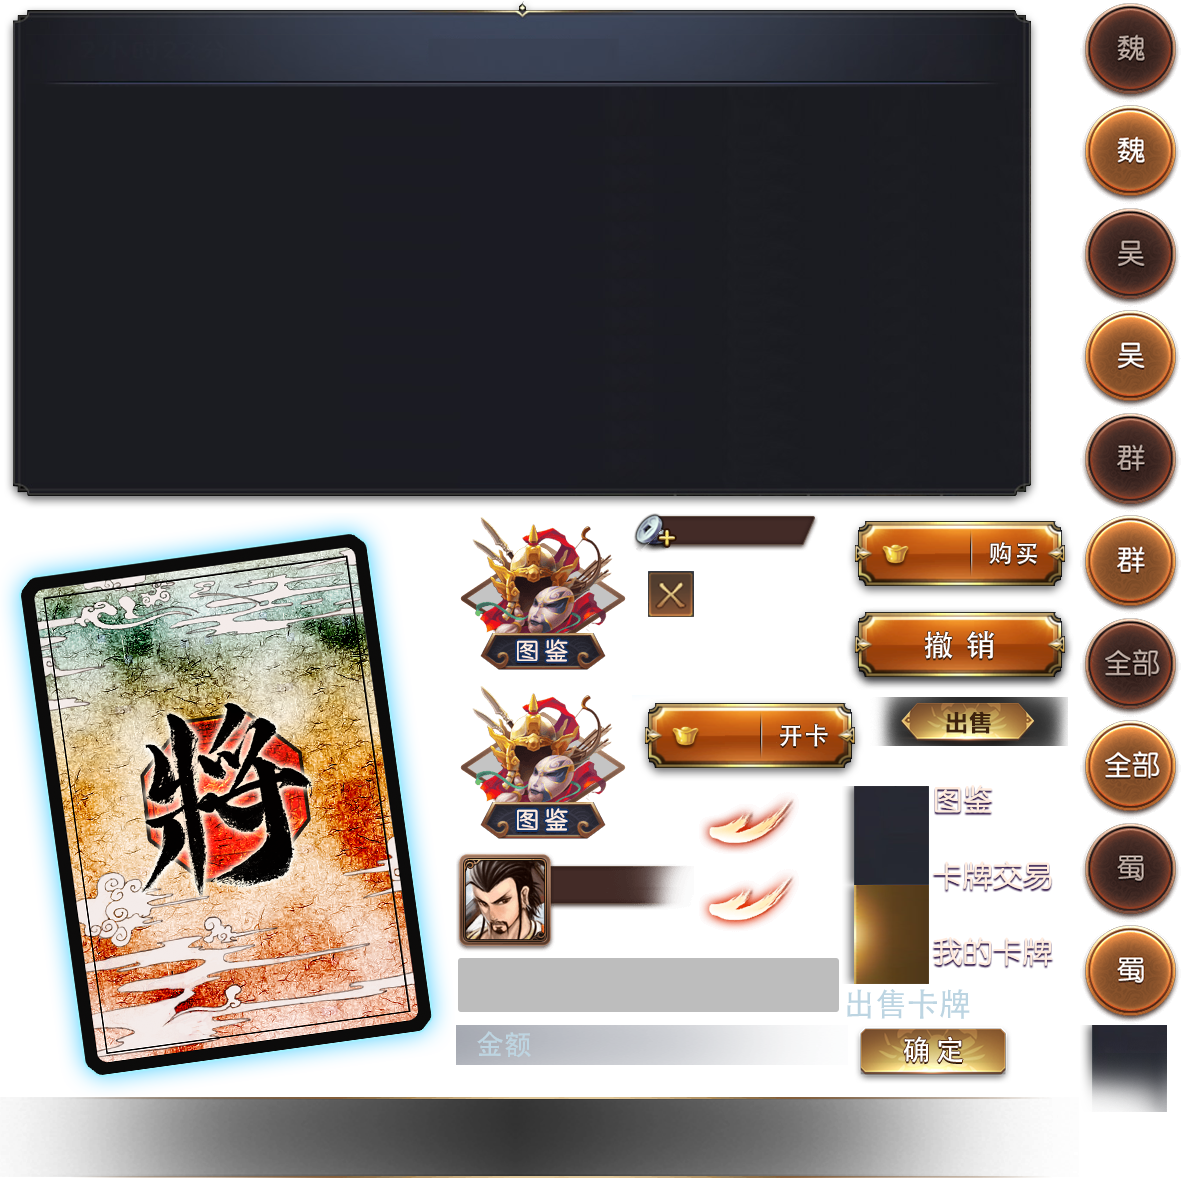 魏
魏
吴
吴
群
群
全部
全部
蜀
蜀
将
图鉴
图鉴
购买
撤销
开卡
出售
图鉴
卡牌交易
我的卡牌
出售卡牌
金额
确定